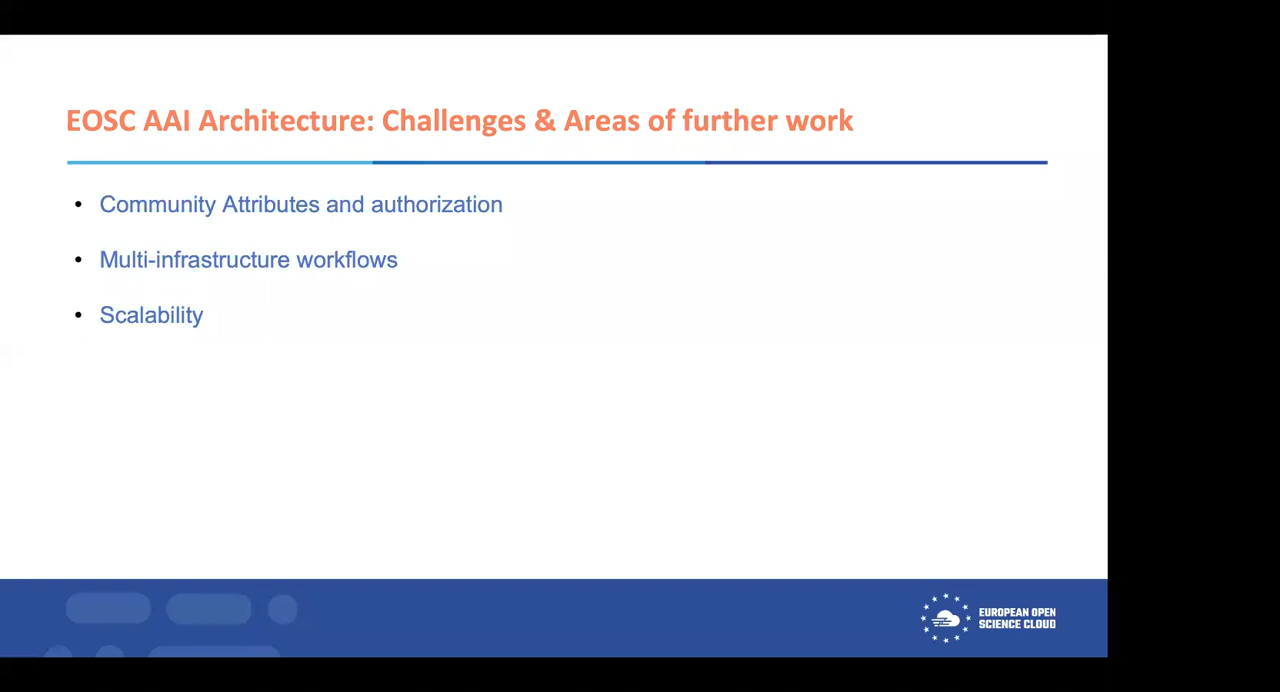 EOSC AAI Architecture: Challenges & Areas of further work
• Community Attributes and authorization
• Multi-infrastructure workflows
• Scalability
EUROPEAN OPEN
SCIENCE CLOUD